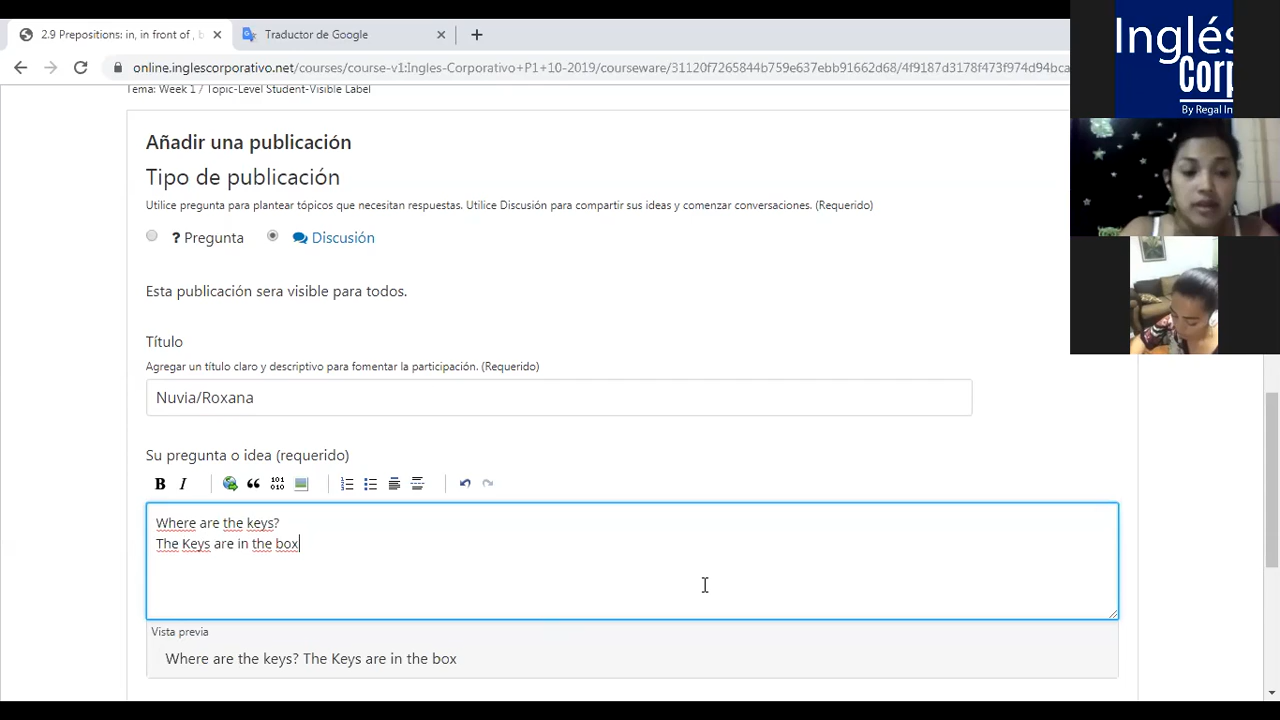 2.9 Prepositions: in, in front of , b
Traductor de Google
online.inglescorporativo.net/courses/course-v1:Ingles-Corporativo+P1+10-2019/courseware/31120f7265844b759e637ebb91662d68/4f9187d3178f473f974d94bca
Inglés
Corp
By Regal In
Tema: Week 1 / Topic-Level Student-Visible Label
Añadir una publicación
Tipo de publicación
Utilice pregunta para plantear tópicos que necesitan respuestas. Utilice Discusión para compartir sus ideas y comenzar conversaciones. (Requerido)
? Pregunta Discusión
Esta publicación sera visible para todos.
Título
Agregar un título claro y descriptivo para fomentar la participación. (Requerido)
Nuvia/Roxana
Su pregunta o idea (requerido)
B I 101 010
Where are the keys?
The Keys are in the box
Vista previa
Where are the keys? The Keys are in the box